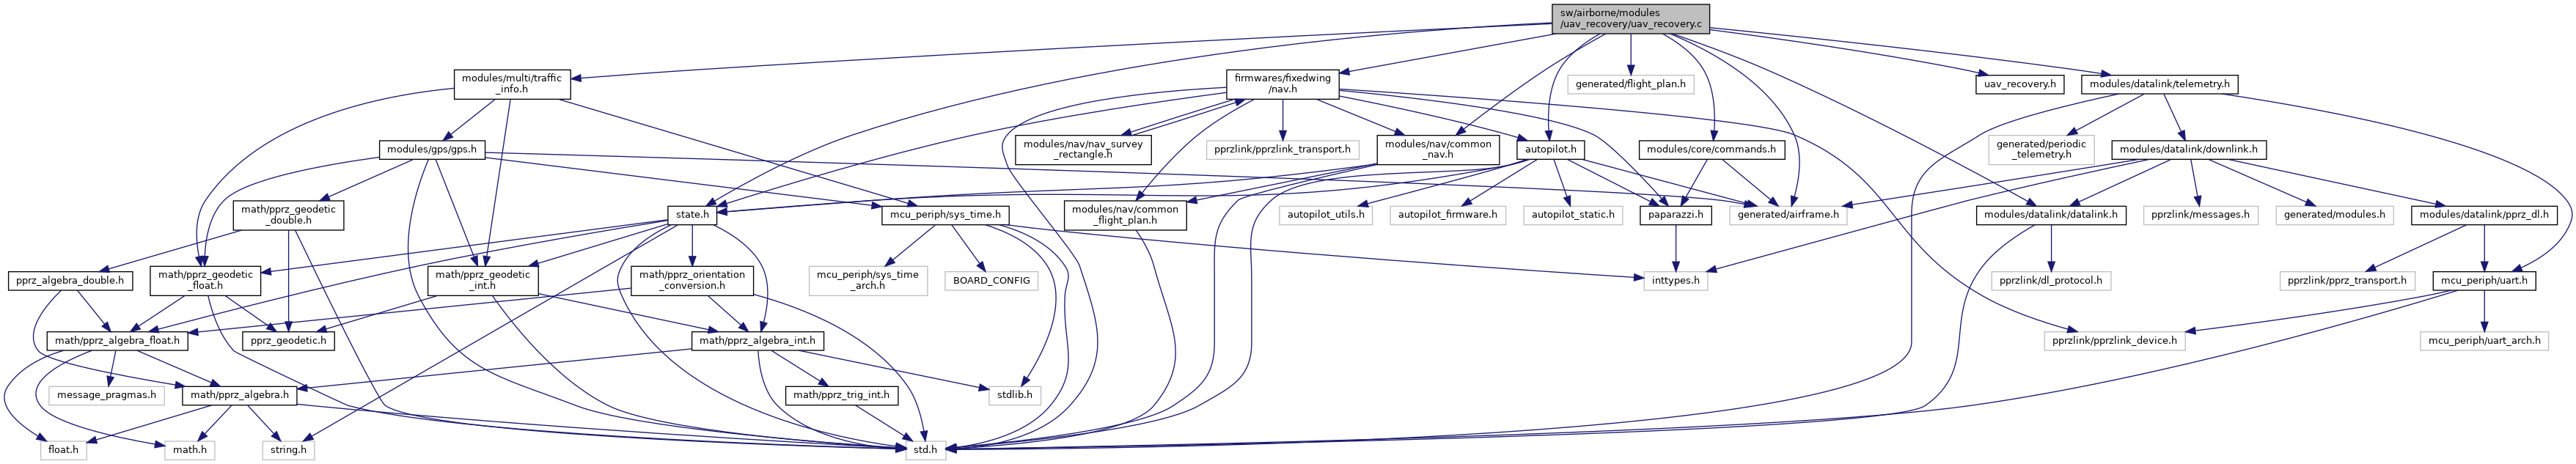 sw/airborne/modules
/uav_recovery/uav_recovery.c
modules/multi/traffic
_info.h
firmwares/fixedwing
/nav.h
generated/flight_plan.h
uav_recovery.h
modules/datalink/telemetry.h
modules/gps/gps.h
modules/nav/nav_survey
_rectangle.h
pprzlink/pprzlink_transport.h
modules/nav/common
_nav.h
autopilot.h
modules/core/commands.h
generated/periodic
_telemetry.h
modules/datalink/downlink.h
math/pprz_geodetic
_double.h
state.h
mcu_periph/sys_time.h
modules/nav/common
_flight_plan.h
autopilot_utils.h
autopilot_firmware.h
autopilot_static.h
paparazzi.h
generated/airframe.h
modules/datalink/datalink.h
pprzlink/messages.h
generated/modules.h
modules/datalink/pprz_dl.h
pprz_algebra_double.h
math/pprz_geodetic
_float.h
math/pprz_geodetic
_int.h
math/pprz_orientation
_conversion.h
mcu_periph/sys_time
_arch.h
BOARD_CONFIG
inttypes.h
pprzlink/dl_protocol.h
pprzlink/pprz_transport.h
mcu_periph/uart.h
math/pprz_algebra_float.h
pprz_geodetic.h
math/pprz_algebra_int.h
pprzlink/pprzlink_device.h
mcu_periph/uart_arch.h
message_pragmas.h
math/pprz_algebra.h
math/pprz_trig_int.h
stdlib.h
float.h
math.h
string.h
std.h